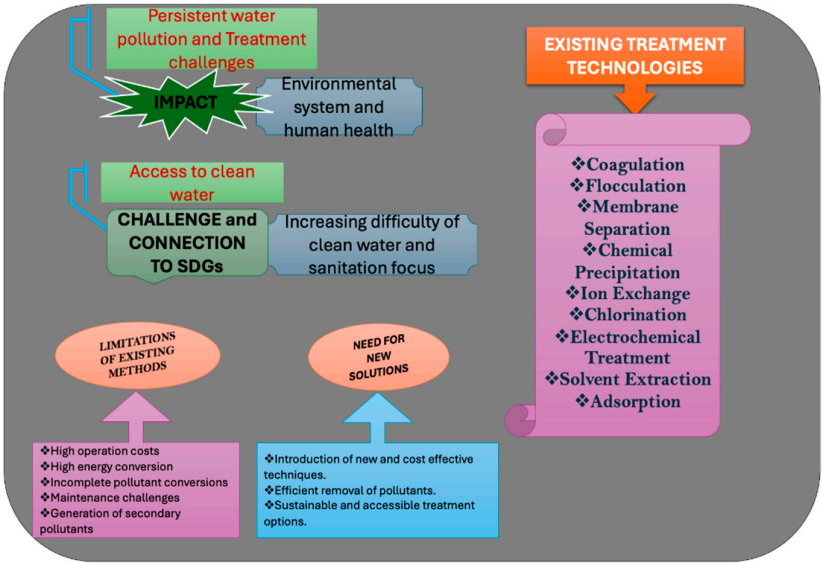 Persistent water
pollution and Treatment
challenges
IMPACT
Environmental
system and
human health
Access to clean
water
CHALLENGE and
CONNECTION
TO SDGs
Increasing difficulty of
clean water and
sanitation focus
EXISTING TREATMENT
TECHNOLOGIES
❖Coagulation
❖Flocculation
❖Membrane
Separation
❖Chemical
Precipitation
❖Ion Exchange
❖Chlorination
❖Electrochemical
Treatment
❖Solvent Extraction
❖Adsorption
LIMITATIONS
OF EXISTING
METHODS
❖High operation costs
❖High energy conversion
❖Incomplete pollutant conversions
❖Maintenance challenges
❖Generation of secondary
pollutants
NEED FOR
NEW
SOLUTIONS
❖Introduction of new and cost effective
techniques.
❖Efficient removal of pollutants.
❖Sustainable and accessible treatment
options.